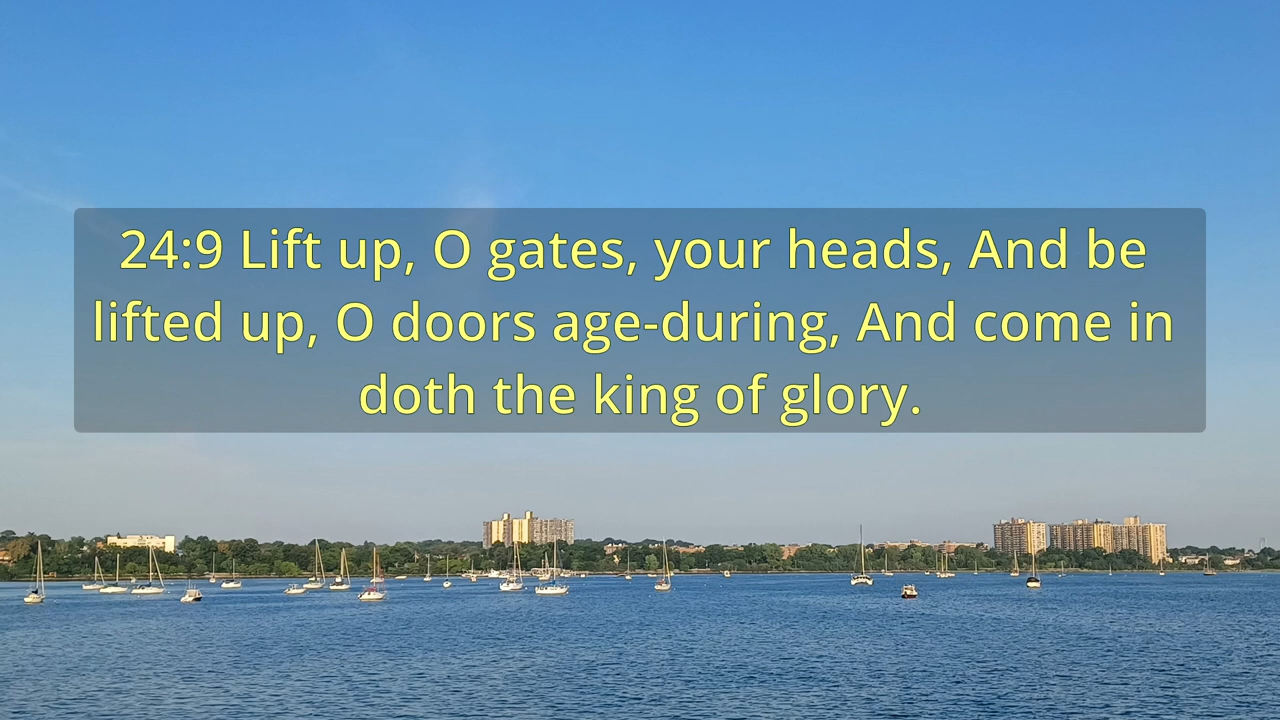 24:9 Lift up, O gates, your heads, And be
lifted up, O doors age-during, And come in
doth the king of glory.